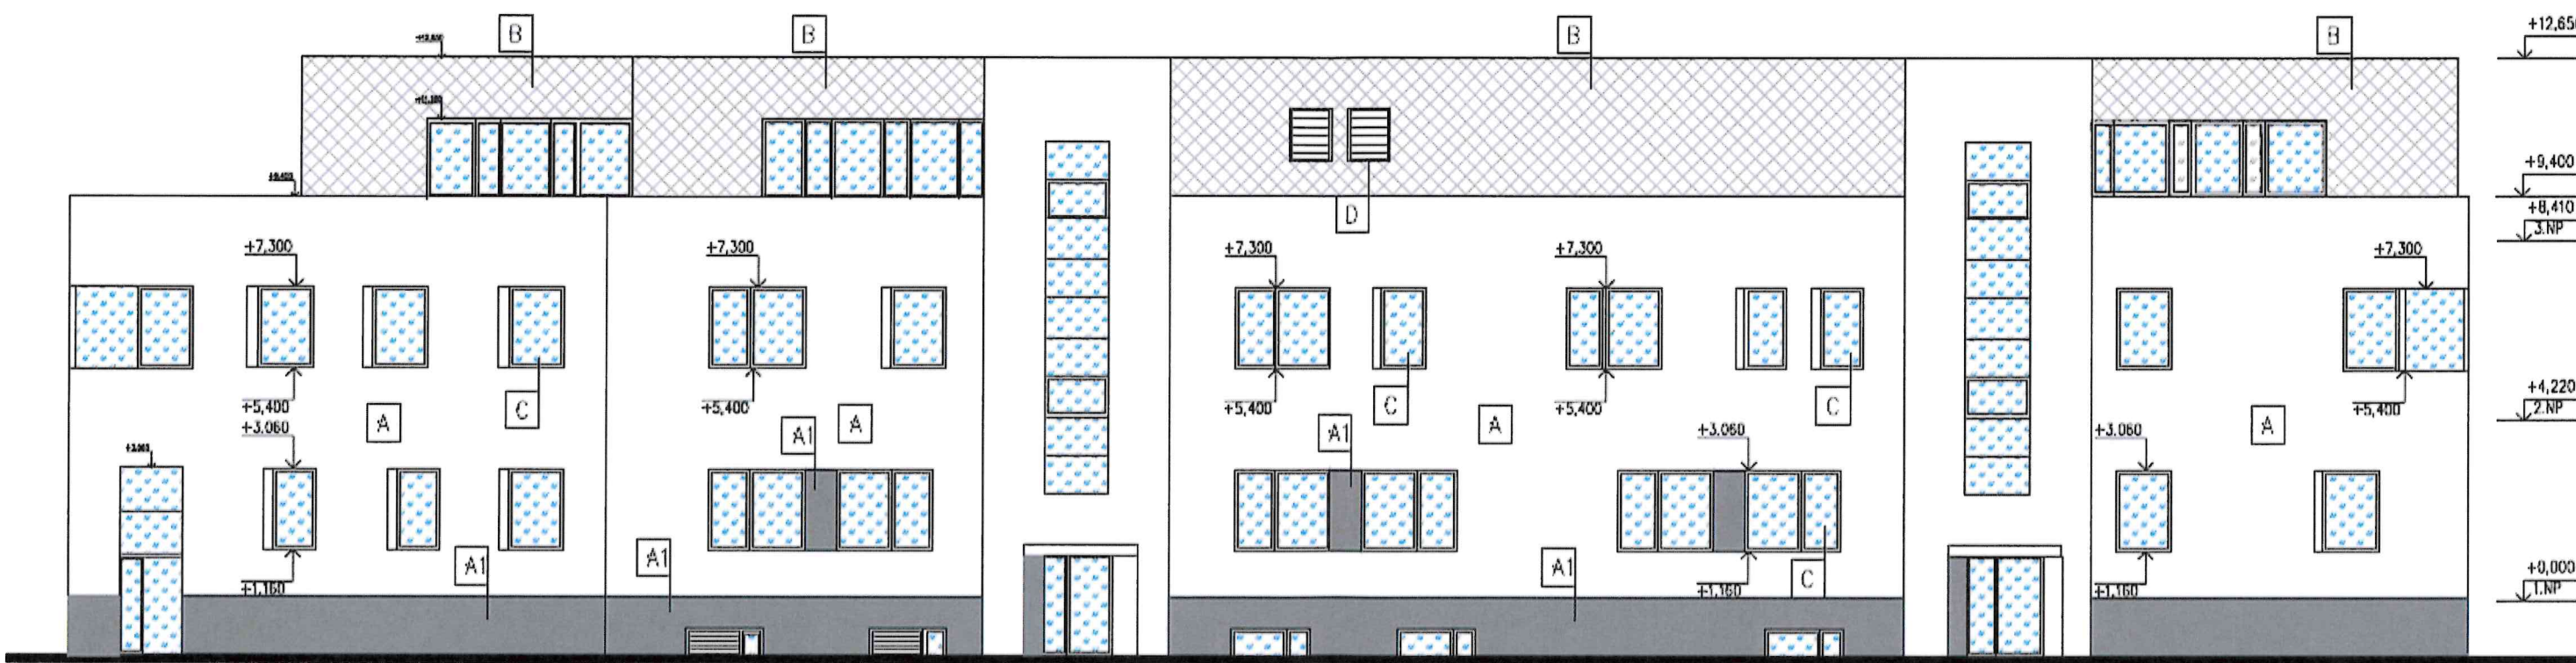 B
B
B
B
+12,650
+9,400
+8,410
3.NP
D
+7,300
+7,300
+7,300
+7,300
+7,300
+5,400
C
+5,400
+5,400
C
+5,400
C
+5,400
+4,220
2.NP
A
A1
A
A1
A
A
+3.060
+3.060
+3.060
A1
A1
A1
C
+1,160
+1,160
+1,160
+0,000
1.NP